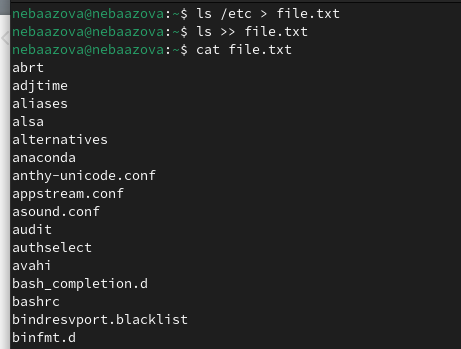 nebaazova@nebaazova:~$ ls /etc > file.txt
nebaazova@nebaazova:~$ ls >> file.txt
nebaazova@nebaazova:~$ cat file.txt
abrt
adjtime
aliases
alsa
alternatives
anaconda
anthy-unicode.conf
appstream.conf
asound.conf
audit
authselect
avahi
bash_completion.d
bashrc
bindresvport.blacklist
binfmt.d